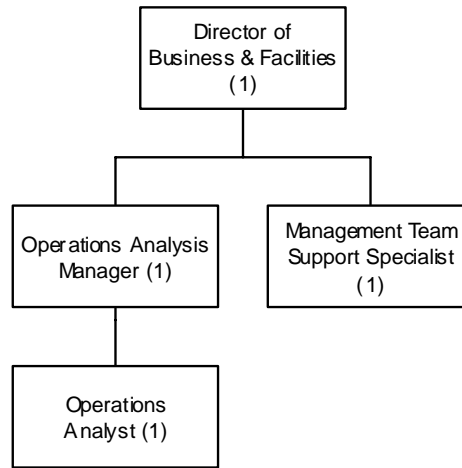 Director of
Business & Facilities
(1)
Operations Analysis
Manager (1)
Management Team
Support Specialist
(1)
Operations
Analyst (1)